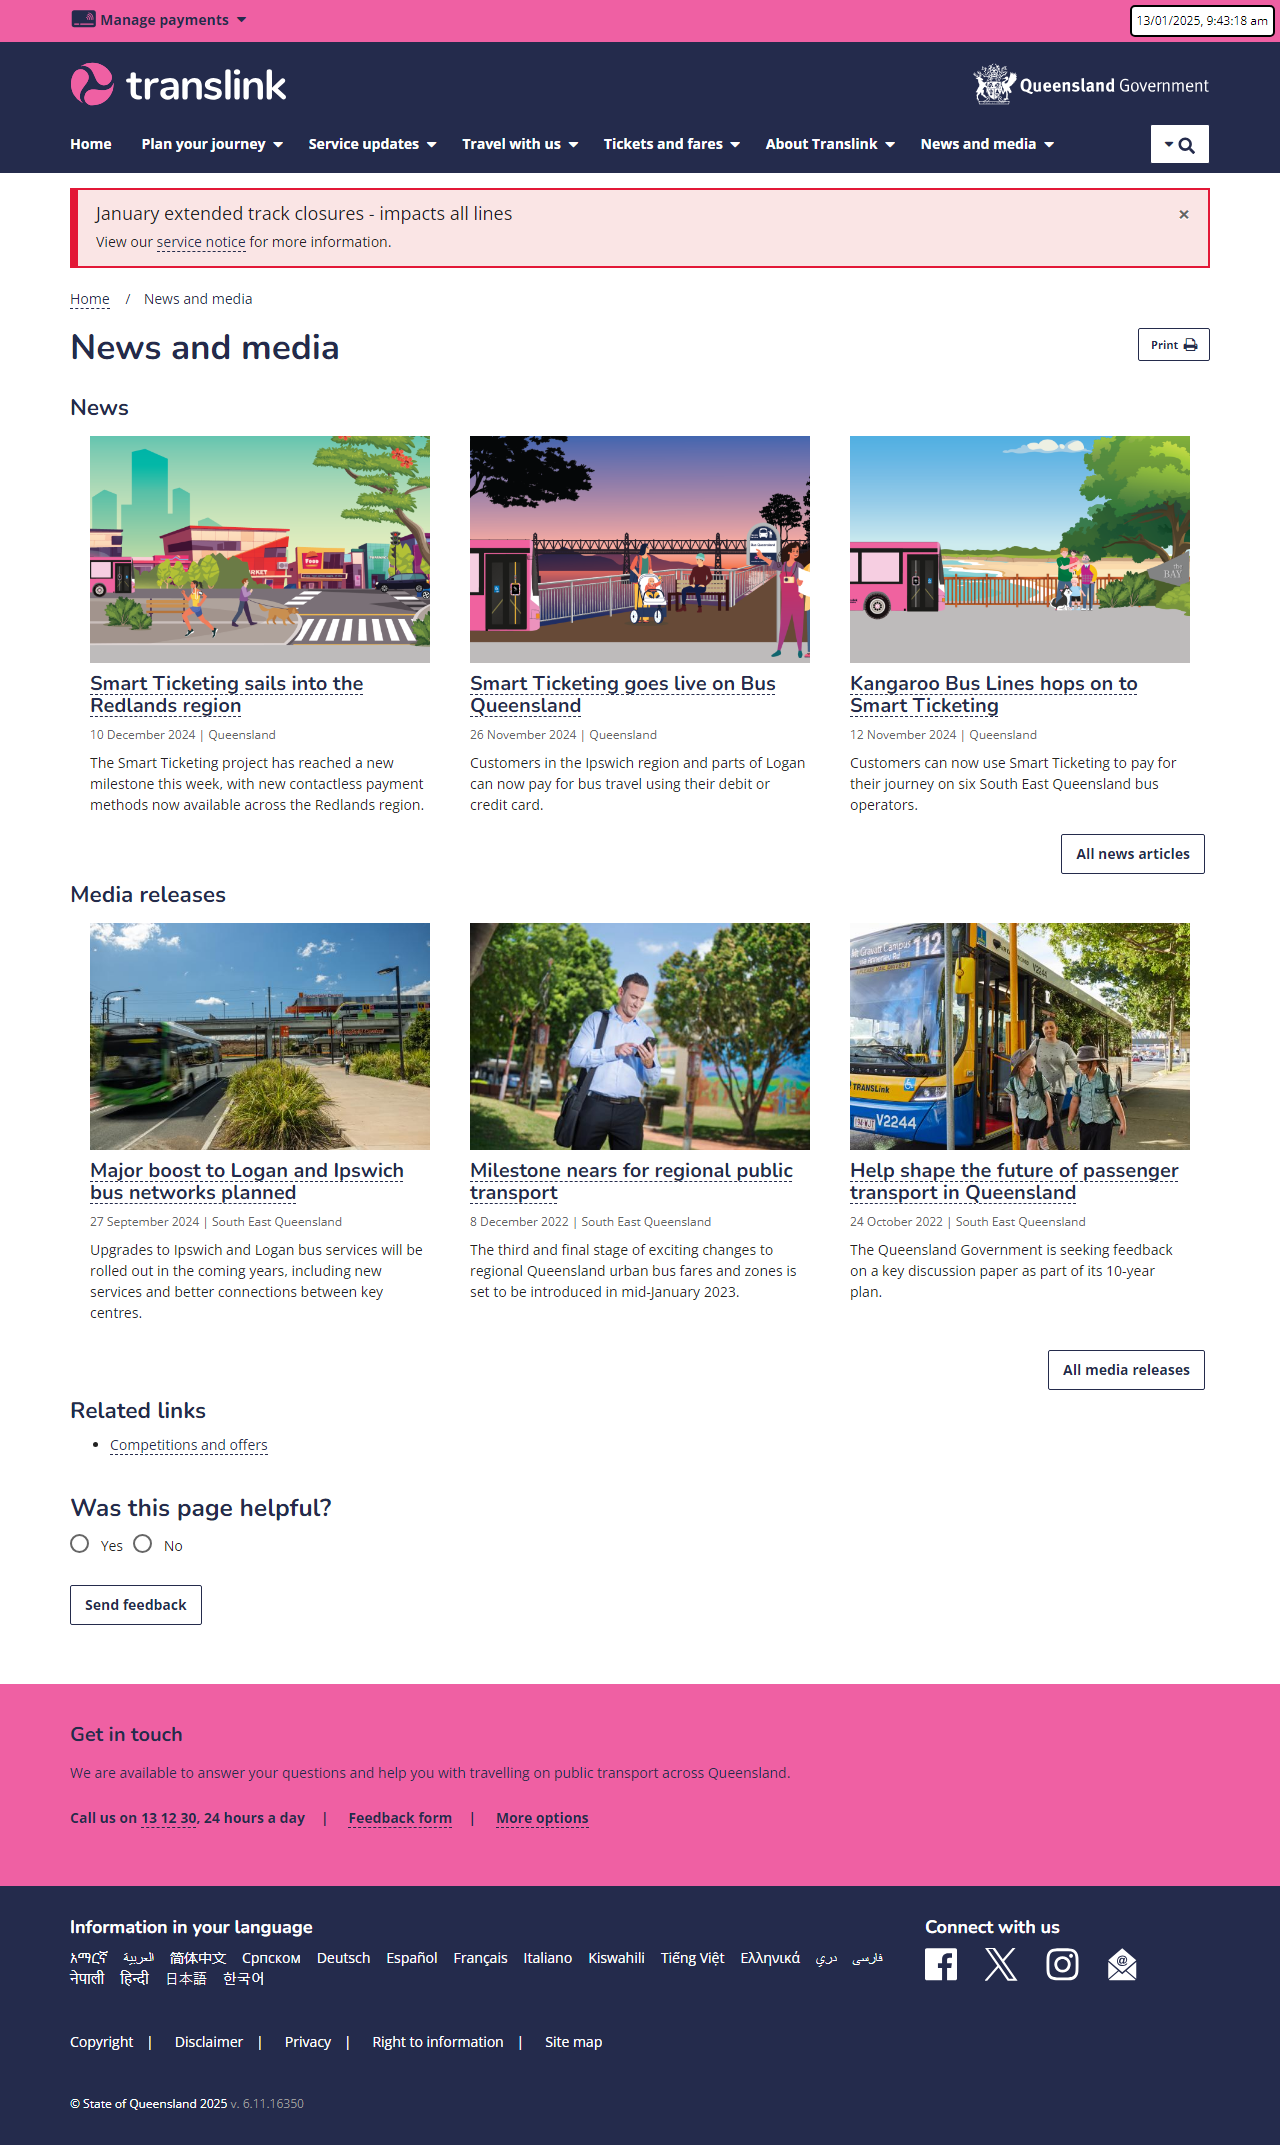 Manage payments
13/01/2025, 9:43:18 am
translink
Queensland Government
Home Plan your journey Service updates Travel with us Tickets and fares About Translink News and media
January extended track closures - impacts all lines
×
View our service notice for more information.
Home / News and media
News and media
Print
News
Smart Ticketing sails into the
Redlands region
10 December 2024 | Queensland
The Smart Ticketing project has reached a new
milestone this week, with new contactless payment
methods now available across the Redlands region.
Smart Ticketing goes live on Bus
Queensland
26 November 2024 | Queensland
Customers in the Ipswich region and parts of Logan
can now pay for bus travel using their debit or
credit card.
the
BAY
Kangaroo Bus Lines hops on to
Smart Ticketing
12 November 2024 | Queensland
Customers can now use Smart Ticketing to pay for
their journey on six South East Queensland bus
operators.
All news articles
Media releases
Major boost to Logan and Ipswich
bus networks planned
27 September 2024 | South East Queensland
Upgrades to Ipswich and Logan bus services will be
rolled out in the coming years, including new
services and better connections between key
centres.
Milestone nears for regional public
transport
8 December 2022 | South East Queensland
The third and final stage of exciting changes to
regional Queensland urban bus fares and zones is
set to be introduced in mid-January 2023.
Mt Gravatt Campus 112
V2244
TRANSLink
V2244
Help shape the future of passenger
transport in Queensland
24 October 2022 | South East Queensland
The Queensland Government is seeking feedback
on a key discussion paper as part of its 10-year
plan.
All media releases
Related links
Competitions and offers
Was this page helpful?
Yes No
Send feedback
Get in touch
We are available to answer your questions and help you with travelling on public transport across Queensland.
Call us on 13 12 30, 24 hours a day | Feedback form | More options
Information in your language
አማርኛ العربية 简体中文 Српском Deutsch Español Français Italiano Kiswahili Tiếng Việt Ελληνικά دري فارسی
नेपाली हिन्दी 日本語 한국어
Connect with us
Copyright | Disclaimer | Privacy | Right to information | Site map
© State of Queensland 2025 v. 6.11.16350